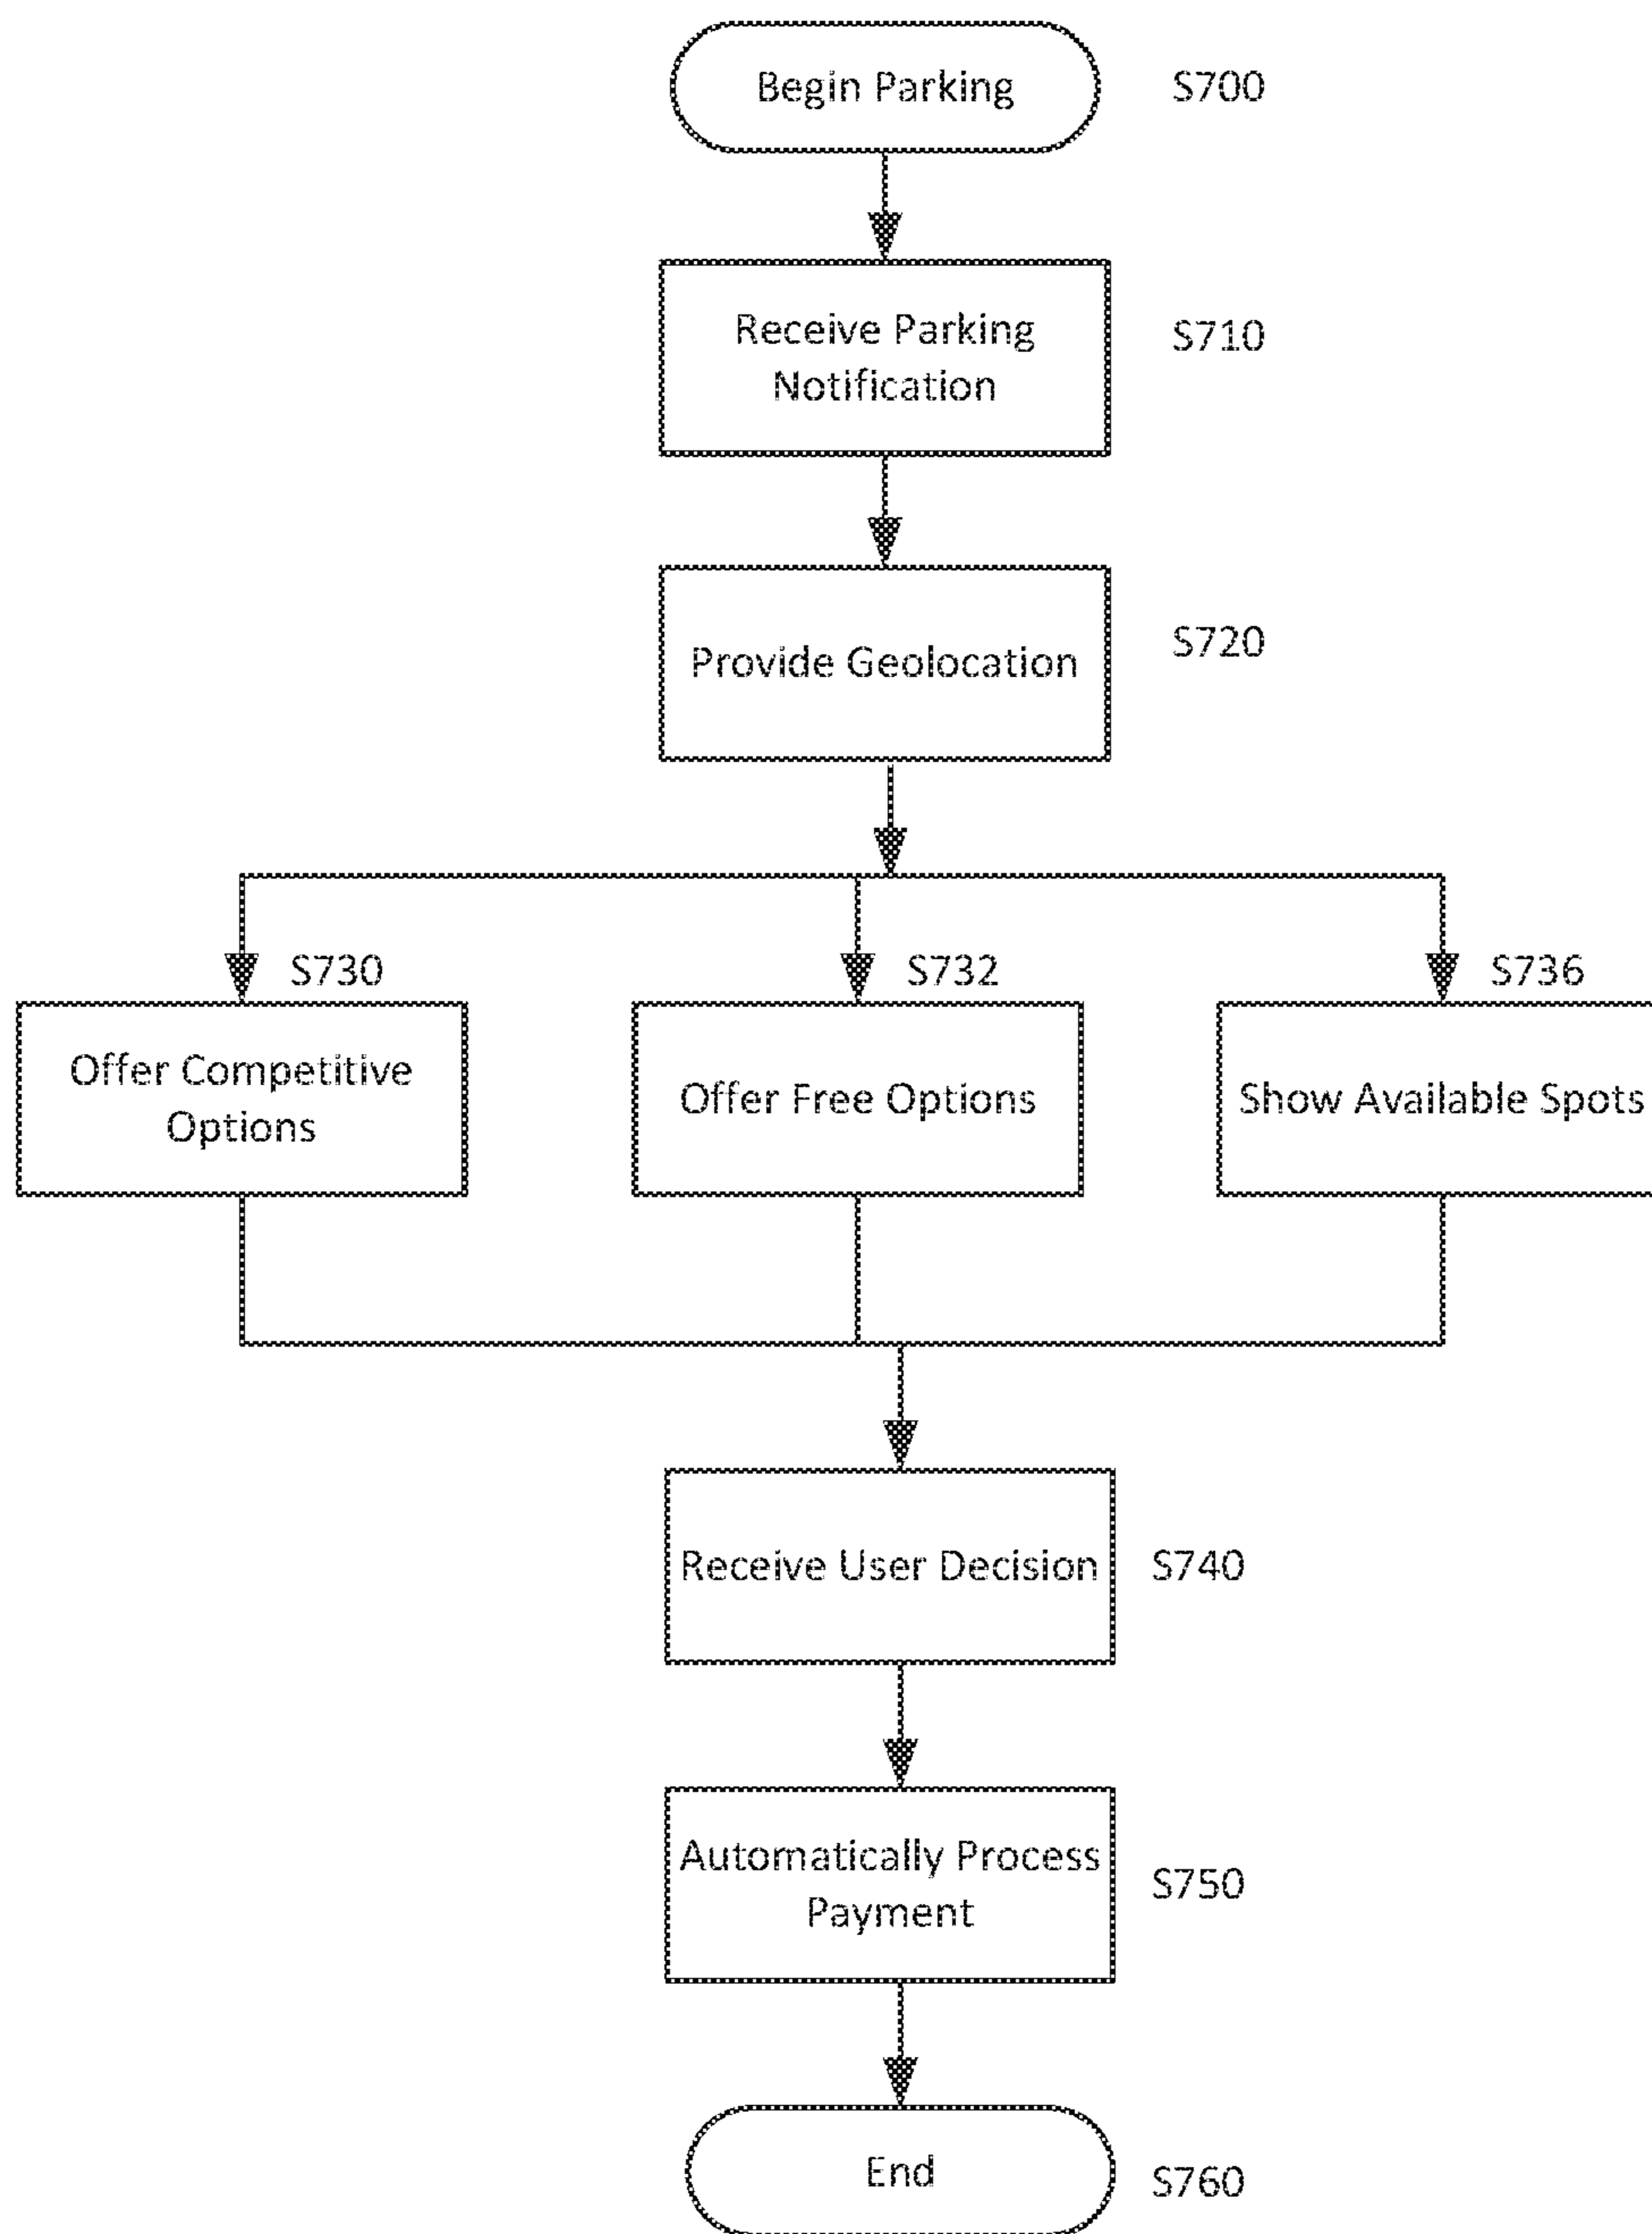 Begin Parking
S700
Receive Parking
Notification
S710
Provide Geolocation
S720
S730
S732
S736
Offer Competitive
Options
Offer Free Options
Show Available Spots
Receive User Decision
S740
Automatically Process
Payment
S750
End
S760